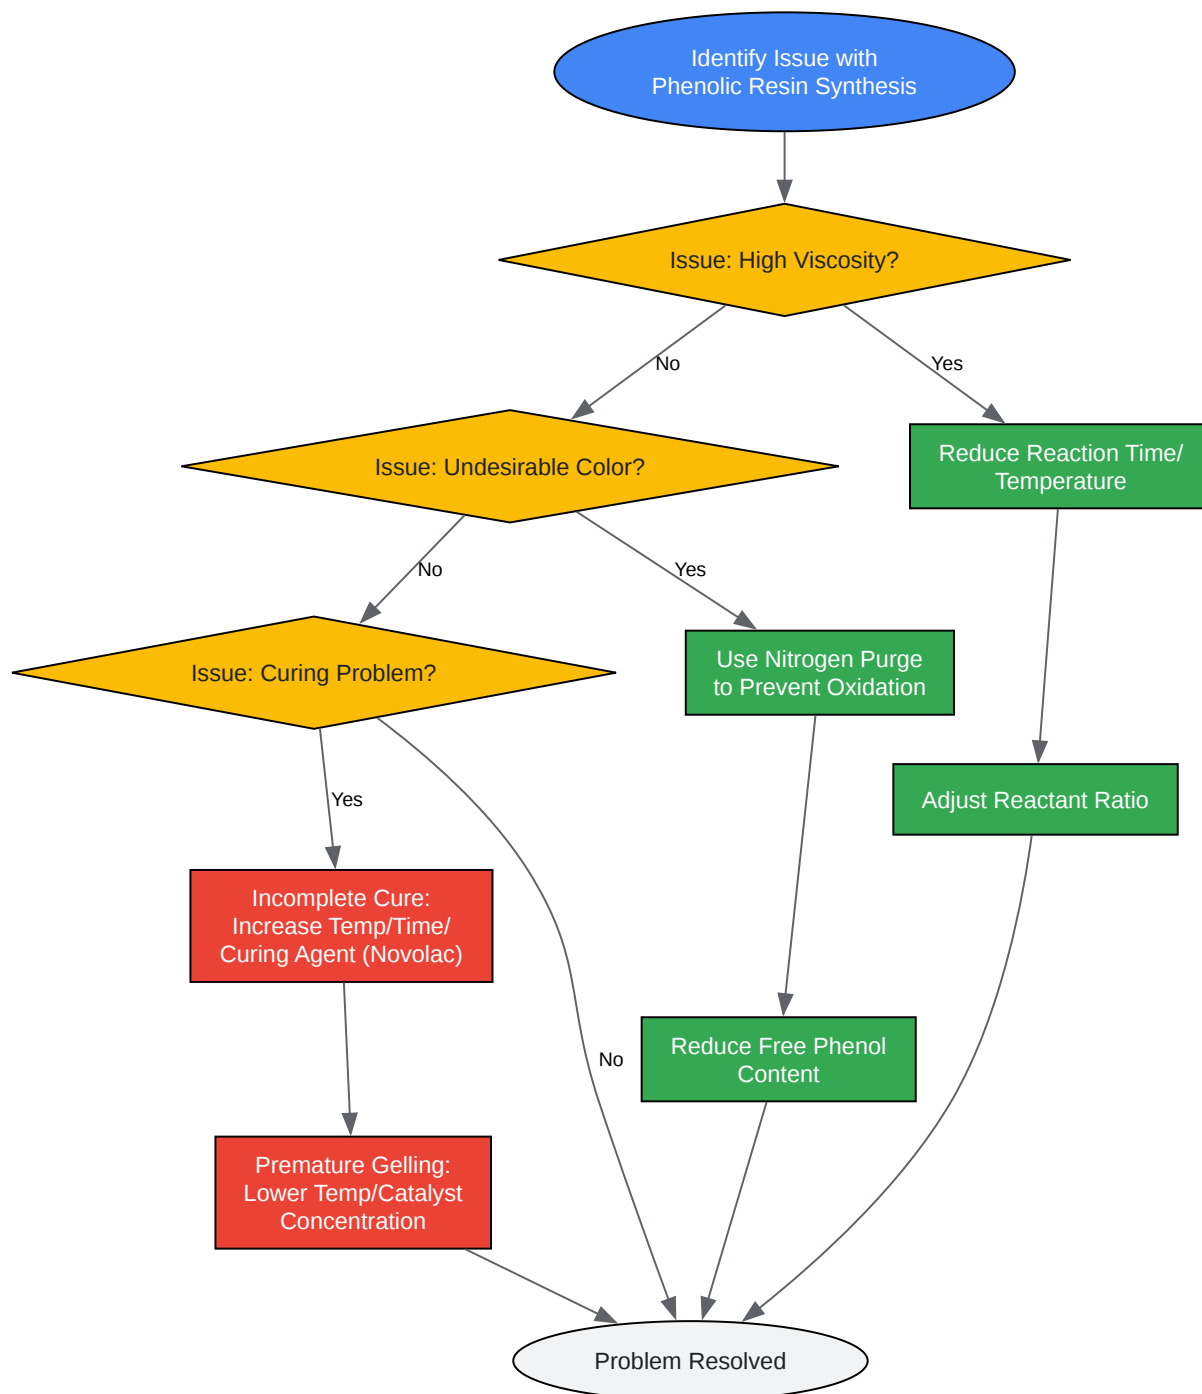 Identify Issue with
Phenolic Resin Synthesis
Issue: High Viscosity?
No
Yes
Issue: Undesirable Color?
Reduce Reaction Time/
Temperature
No
Yes
Issue: Curing Problem?
Use Nitrogen Purge
to Prevent Oxidation
Yes
Adjust Reactant Ratio
Incomplete Cure:
Increase Temp/Time/
Curing Agent (Novolac)
No
Reduce Free Phenol
Content
Premature Gelling:
Lower Temp/Catalyst
Concentration
Problem Resolved